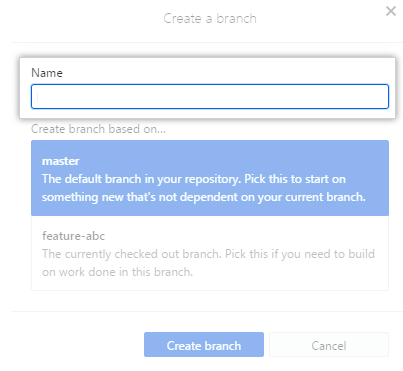 Create a branch
Name
Create branch based on...
master
The default branch in your repository. Pick this to start on
something new that's not dependent on your current branch.
feature-abc
The currently checked out branch. Pick this if you need to build
on work done in this branch.
Create branch
Cancel